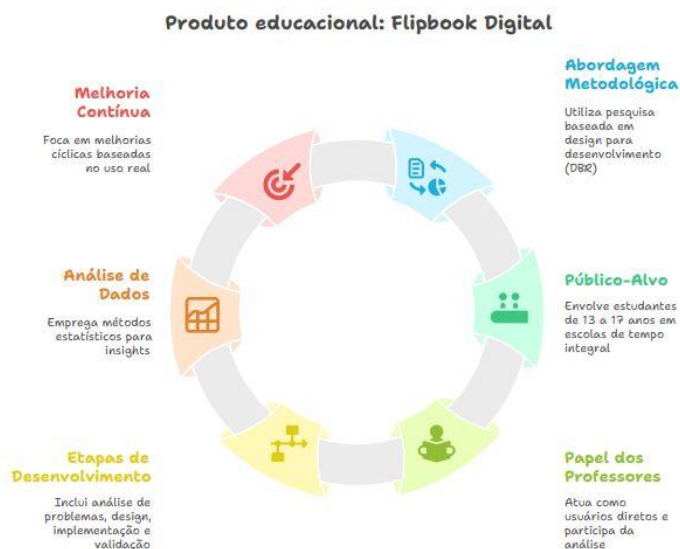 Produto educacional: Flipbook Digital
Melhoria
Contínua
Foca em melhorias
cíclicas baseadas
no uso real
Abordagem
Metodológica
Utiliza pesquisa
baseada em
design para
desenvolvimento
(DBR)
Análise de
Dados
Emprega métodos
estatísticos para
insights
Público-Alvo
Envolve estudantes
de 13 a 17 anos em
escolas de tempo
integral
Etapas de
Desenvolvimento
Inclui análise de
problemas, design,
implementação e
validação
Papel dos
Professores
Atua como
usuários diretos e
participa da
análise